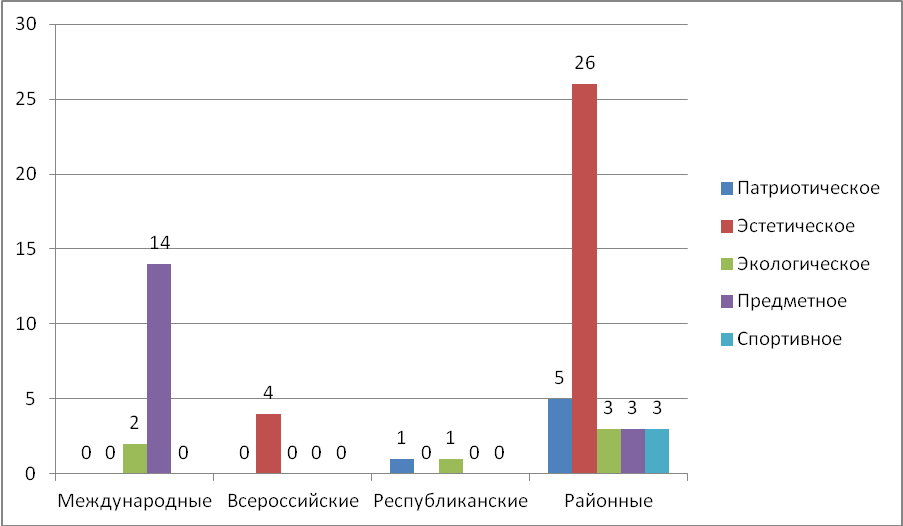 30
25
20
15
10
5
0
0 0 2 14 0
0 4 0 0 0
1 0 1 0 0
5 26 3 3 3
Международные Всероссийские Республиканские Районные
Патриотическое
Эстетическое
Экологическое
Предметное
Спортивное